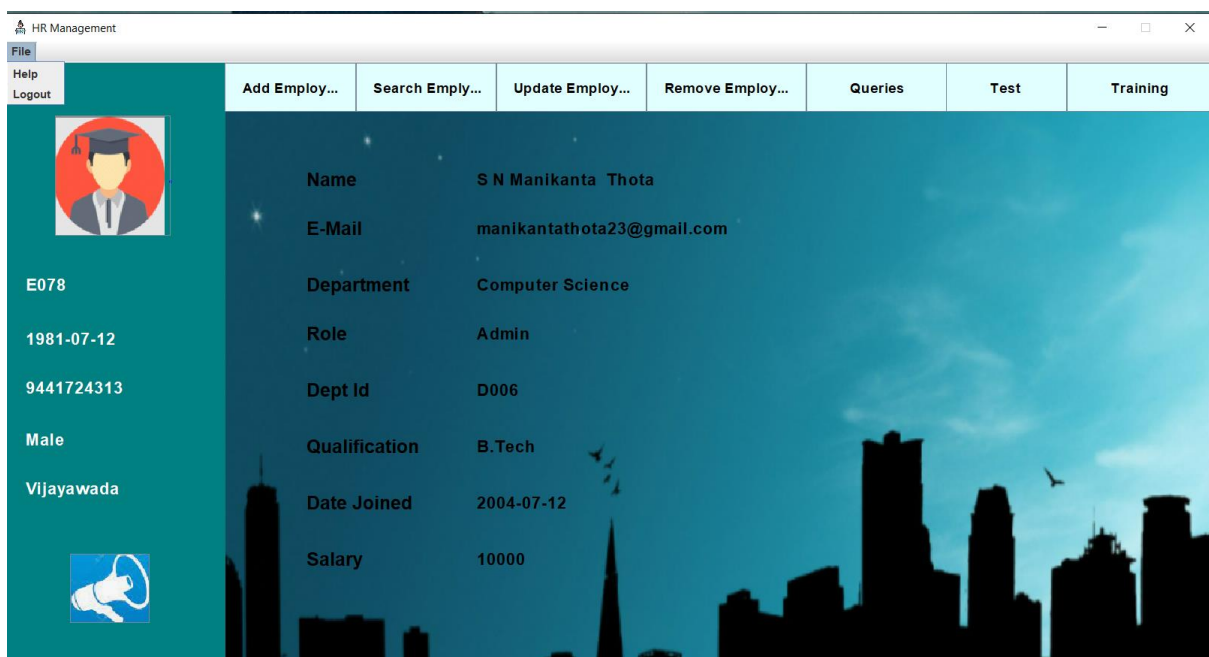 HR Management
File
Help
Logout
Add Employ... Search Emply... Update Employ... Remove Employ... Queries Test Training
Name S N Manikanta Thota
E-Mail manikantathota23@gmail.com
E078
Department Computer Science
1981-07-12
Role Admin
9441724313
Dept Id D006
Male
Qualification B.Tech
Vijayawada
Date Joined 2004-07-12
Salary 10000